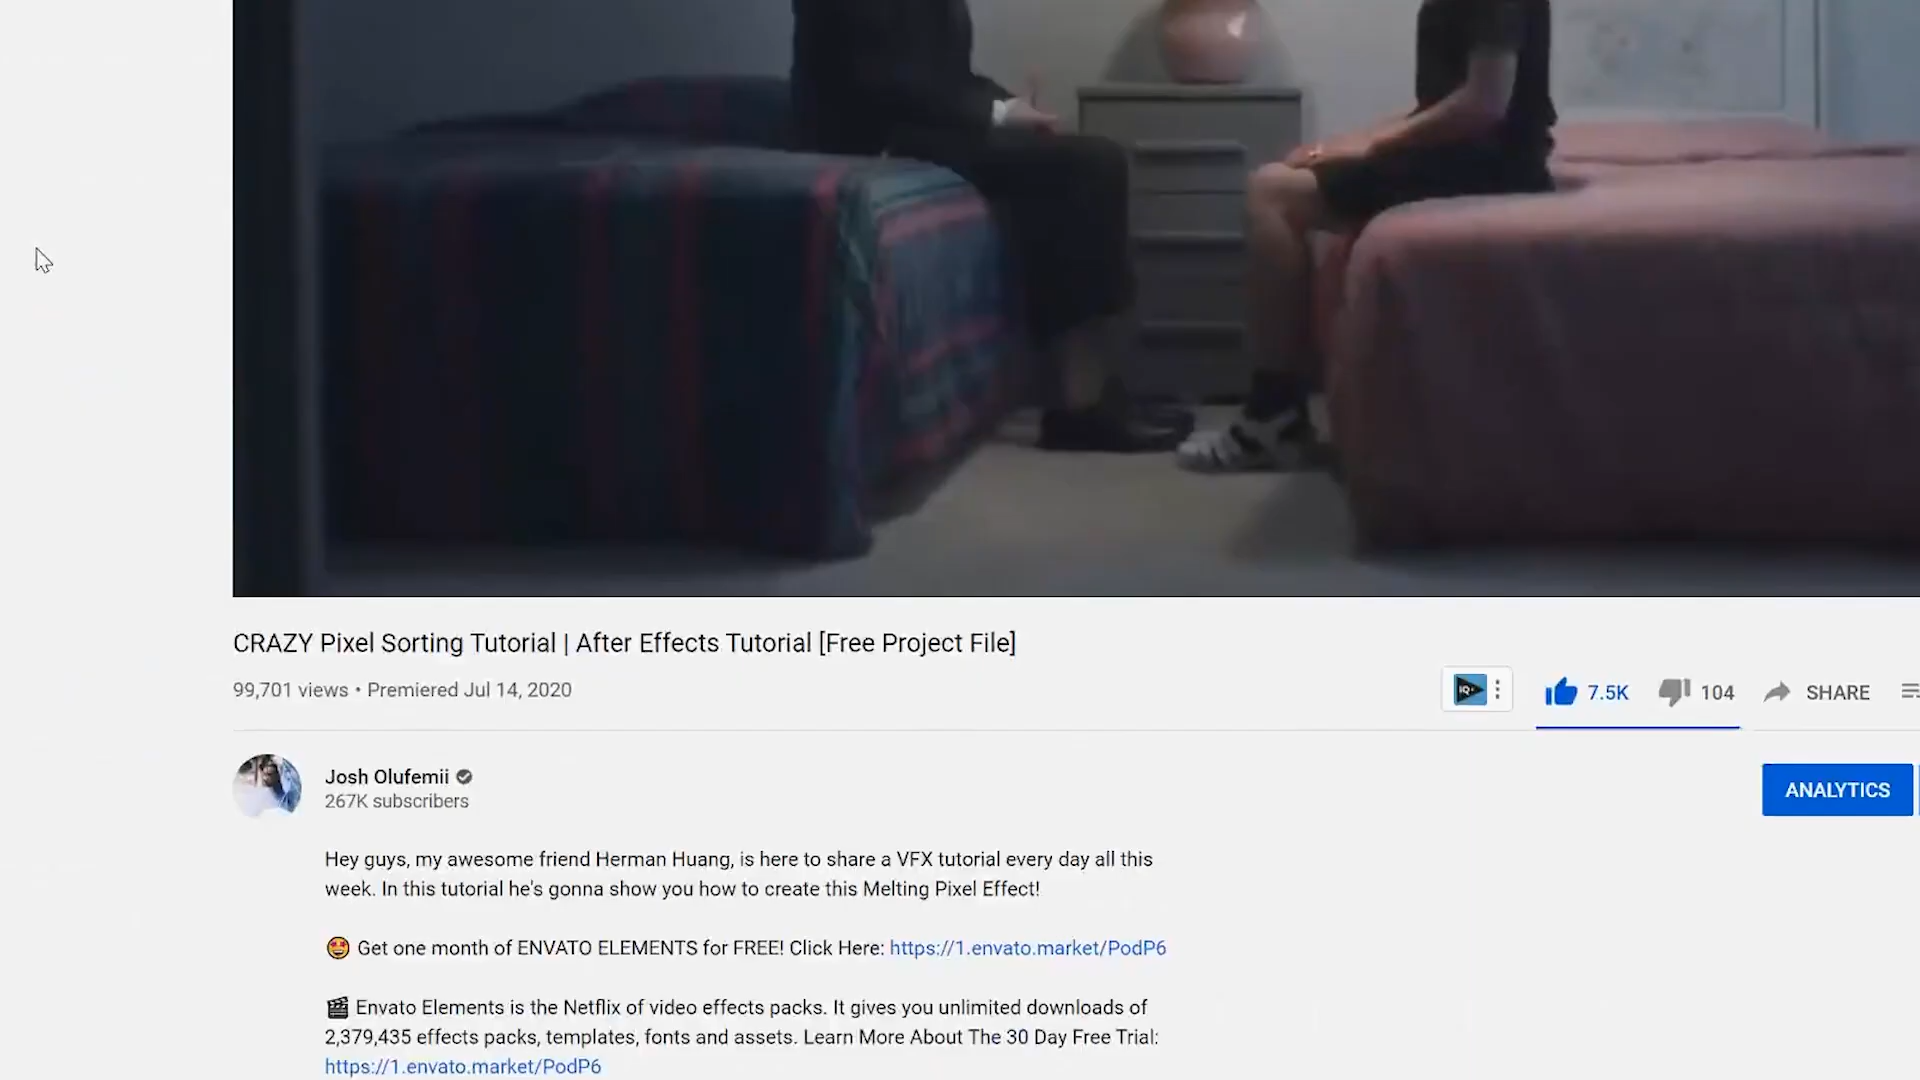 CRAZY Pixel Sorting Tutorial | After Effects Tutorial [Free Project File]
99,701 views • Premiered Jul 14, 2020
IQ+
7.5K
104
SHARE
Josh Olufemii
267K subscribers
ANALYTICS
Hey guys, my awesome friend Herman Huang, is here to share a VFX tutorial every day all this
week. In this tutorial he's gonna show you how to create this Melting Pixel Effect!
🤩 Get one month of ENVATO ELEMENTS for FREE! Click Here: https://1.envato.market/PodP6
🎬 Envato Elements is the Netflix of video effects packs. It gives you unlimited downloads of
2,379,435 effects packs, templates, fonts and assets. Learn More About The 30 Day Free Trial:
https://1.envato.market/PodP6